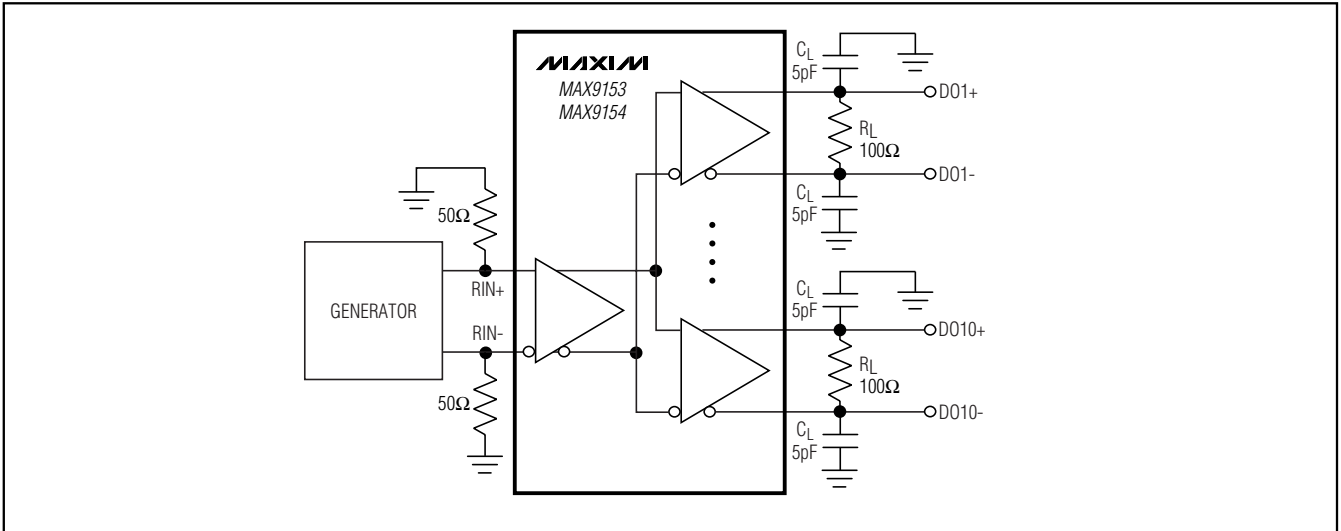 MAXIM
MAX9153
MAX9154
CL
5pF
DO1+
RL
100Ω
DO1-
CL
5pF
50Ω
GENERATOR
RIN+
RIN-
50Ω
CL
5pF
DO10+
RL
100Ω
DO10-
CL
5pF